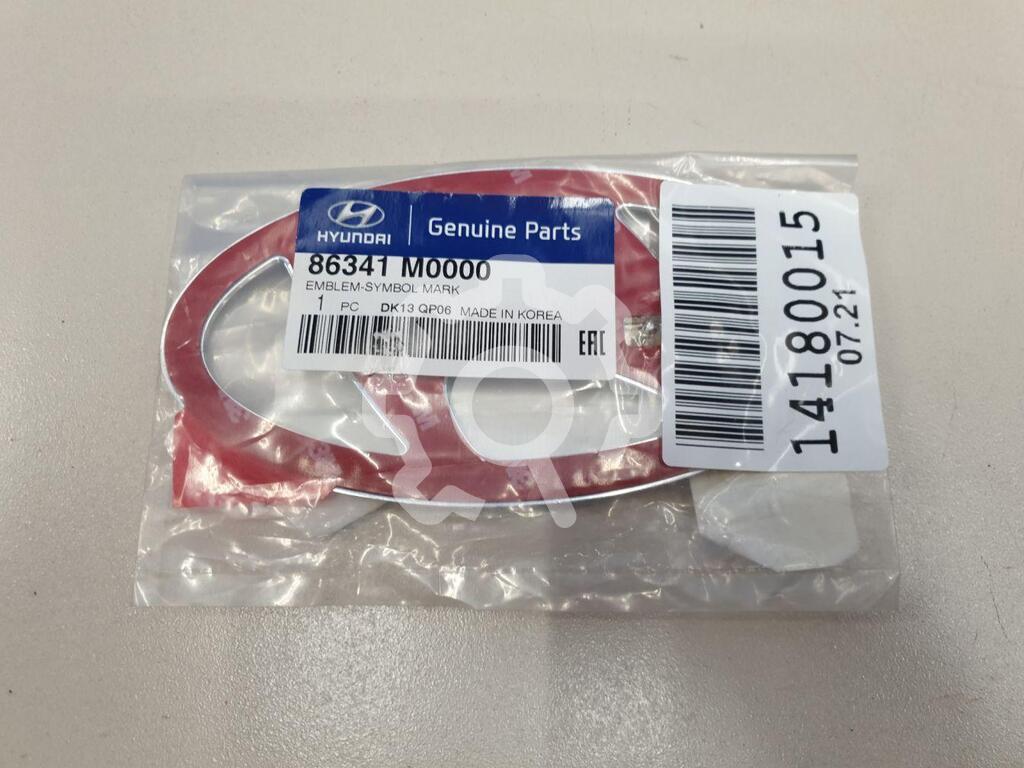 HYUNDAI
Genuine Parts
86341 M0000
EMBLEM-SYMBOL MARK
1 PC DK13 QP06 MADE IN KOREA
EAC
14180015
07.21